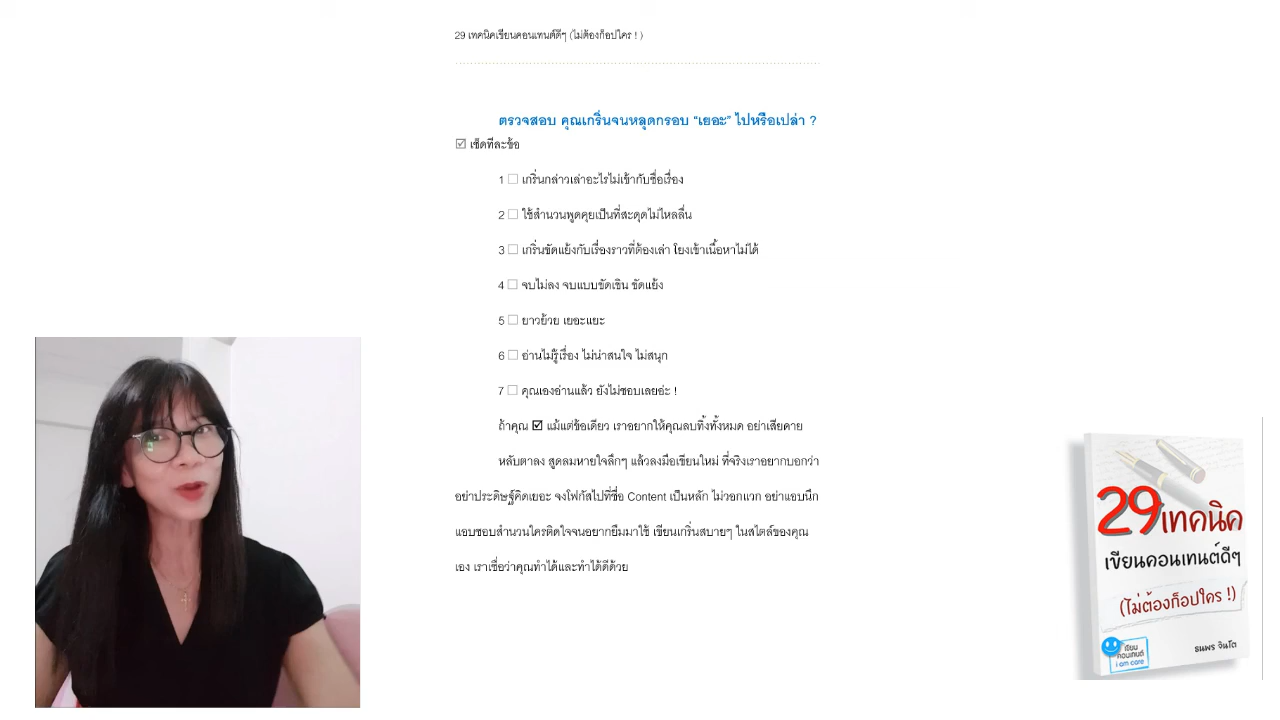 29 เทคนิคเขียนคอนเทนต์ดีๆ (ไม่ต้องก็อปใคร ! )
ตรวจสอบ คุณเกริ่นจนหลุดกรอบ “เยอะ” ไปหรือเปล่า ?
☑ เช็คทีละข้อ
1 ☐ เกริ่นกล่าวเล่าอะไรไม่เข้ากับชื่อเรื่อง
2 ☐ ใช้สำนวนพูดคุยเป็นที่สะดุดไม่ไหลลื่น
3 ☐ เกริ่นขัดแย้งกับเรื่องราวที่ต้องเล่า โยงเข้าเนื้อหาไม่ได้
4 ☐ จบไม่ลง จบแบบขัดเขิน ขัดแย้ง
5 ☐ ยาวย้วย เยอะแยะ
6 ☐ อ่านไม่รู้เรื่อง ไม่น่าสนใจ ไม่สนุก
7 ☐ คุณเองอ่านแล้ว ยังไม่ชอบเลยอ่ะ !
ถ้าคุณ ☑ แม้แต่ข้อเดียว เราอยากให้คุณลบทิ้งทั้งหมด อย่าเสียดาย
หลับตาลง สูดลมหายใจลึกๆ แล้วลงมือเขียนใหม่ ที่จริงเราอยากบอกว่า
อย่าประดิษฐ์คิดเยอะ จงโฟกัสไปที่ชื่อ Content เป็นหลัก ไม่วอกแวก อย่าแอบนึก
แอบชอบสำนวนใครติดใจจนอยากยืมมาใช้ เขียนเกริ่นสบายๆ ในสไตล์ของคุณ
เอง เราเชื่อว่าคุณทำได้และทำได้ดีด้วย
29เทคนิค
เขียนคอนเทนต์ดีๆ
(ไม่ต้องก็อปใคร !)
เขียน
คอนเทนต์
i am care
ธนพร จินโต